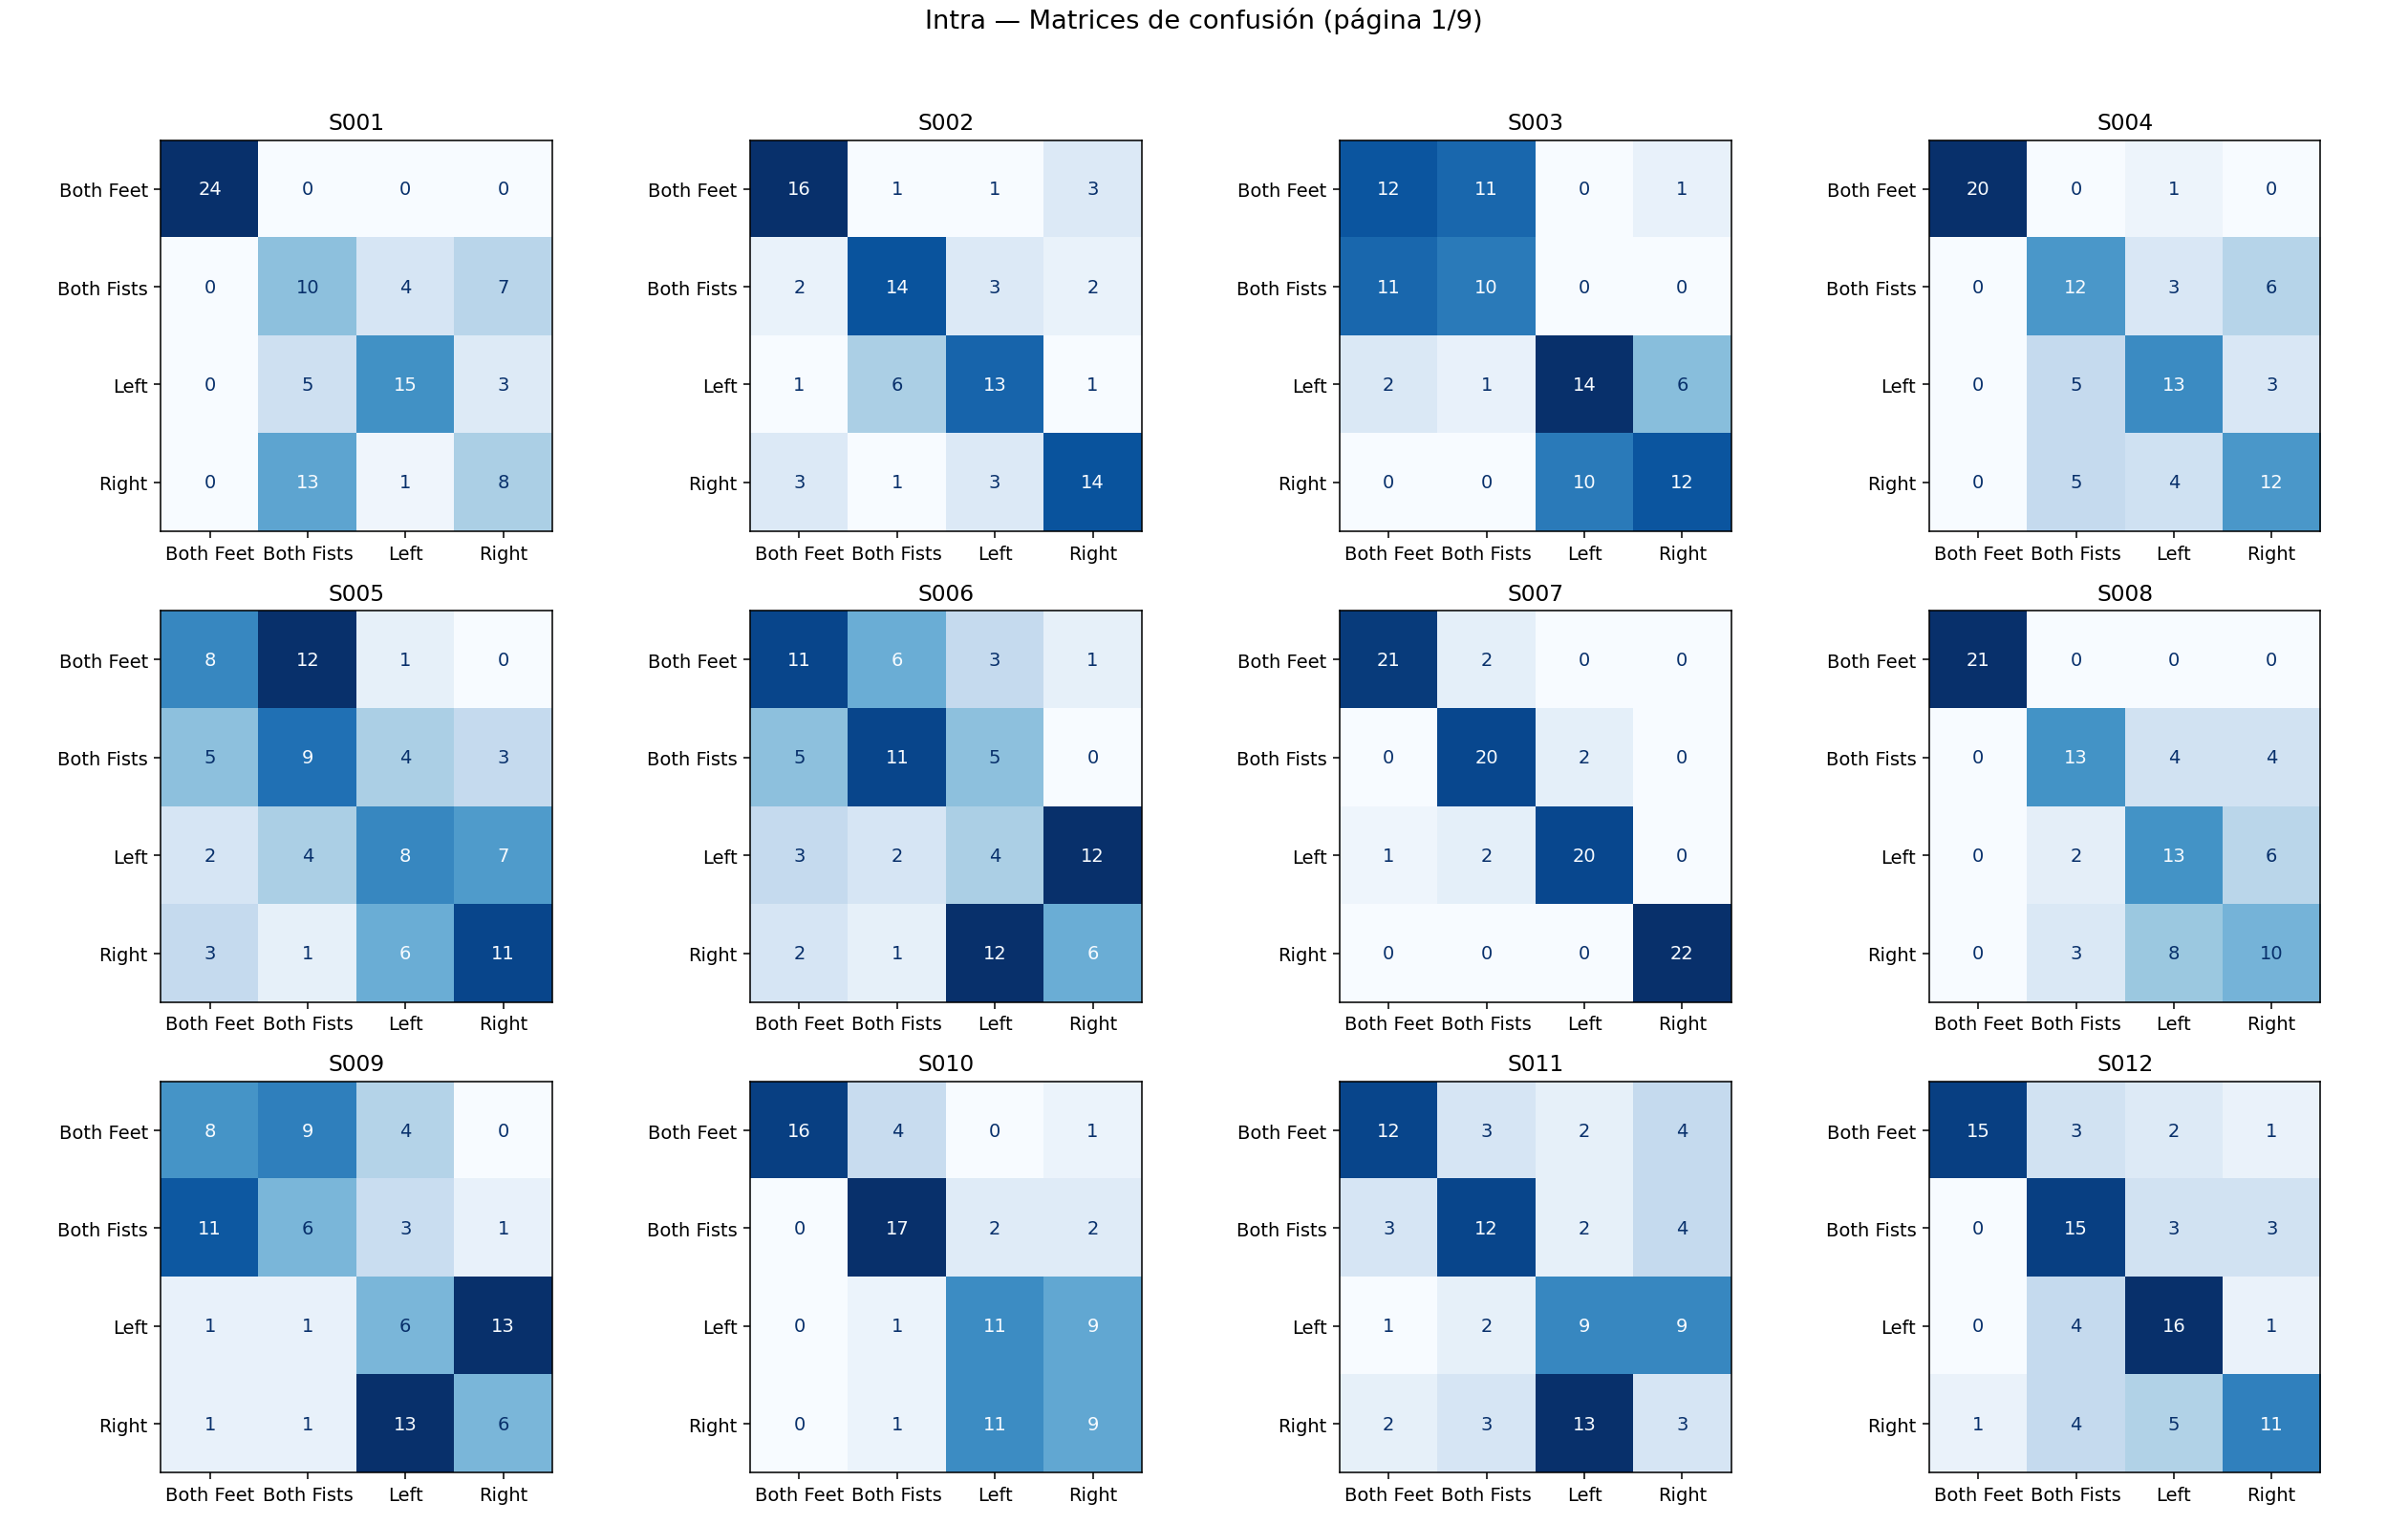 Intra — Matrices de confusión (página 1/9)
S001 S002 S003 S004
Both Feet 24 0 0 0 Both Feet 16 1 1 3 Both Feet 12 11 0 1 Both Feet 20 0 1 0
Both Fists 0 10 4 7 Both Fists 2 14 3 2 Both Fists 11 10 0 0 Both Fists 0 12 3 6
Left 0 5 15 3 Left 1 6 13 1 Left 2 1 14 6 Left 0 5 13 3
Right 0 13 1 8 Right 3 1 3 14 Right 0 0 10 12 Right 0 5 4 12
Both Feet Both Fists Left Right Both Feet Both Fists Left Right Both Feet Both Fists Left Right Both Feet Both Fists Left Right
S005 S006 S007 S008
Both Feet 8 12 1 0 Both Feet 11 6 3 1 Both Feet 21 2 0 0 Both Feet 21 0 0 0
Both Fists 5 9 4 3 Both Fists 5 11 5 0 Both Fists 0 20 2 0 Both Fists 0 13 4 4
Left 2 4 8 7 Left 3 2 4 12 Left 1 2 20 0 Left 0 2 13 6
Right 3 1 6 11 Right 2 1 12 6 Right 0 0 0 22 Right 0 3 8 10
Both Feet Both Fists Left Right Both Feet Both Fists Left Right Both Feet Both Fists Left Right Both Feet Both Fists Left Right
S009 S010 S011 S012
Both Feet 8 9 4 0 Both Feet 16 4 0 1 Both Feet 12 3 2 4 Both Feet 15 3 2 1
Both Fists 11 6 3 1 Both Fists 0 17 2 2 Both Fists 3 12 2 4 Both Fists 0 15 3 3
Left 1 1 6 13 Left 0 1 11 9 Left 1 2 9 9 Left 0 4 16 1
Right 1 1 13 6 Right 0 1 11 9 Right 2 3 13 3 Right 1 4 5 11
Both Feet Both Fists Left Right Both Feet Both Fists Left Right Both Feet Both Fists Left Right Both Feet Both Fists Left Right